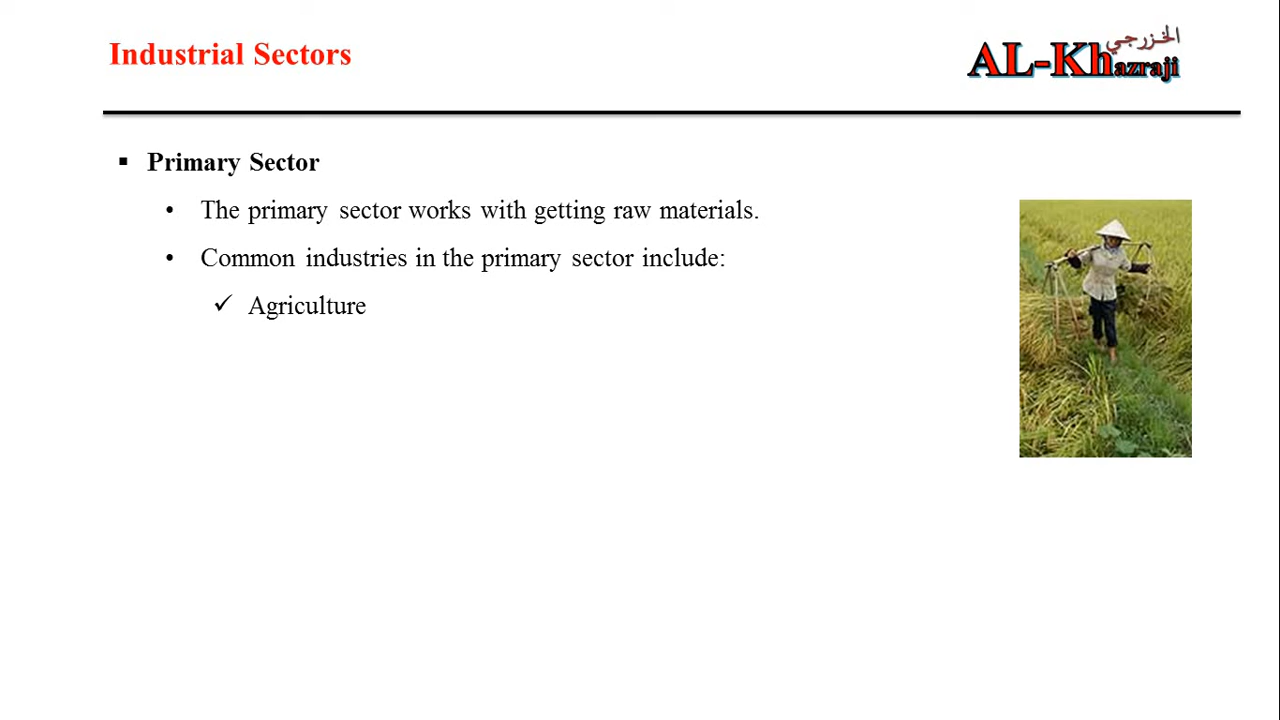 Industrial Sectors
الخزرجي
AL-Khazraji
Primary Sector
The primary sector works with getting raw materials.
Common industries in the primary sector include:
Agriculture